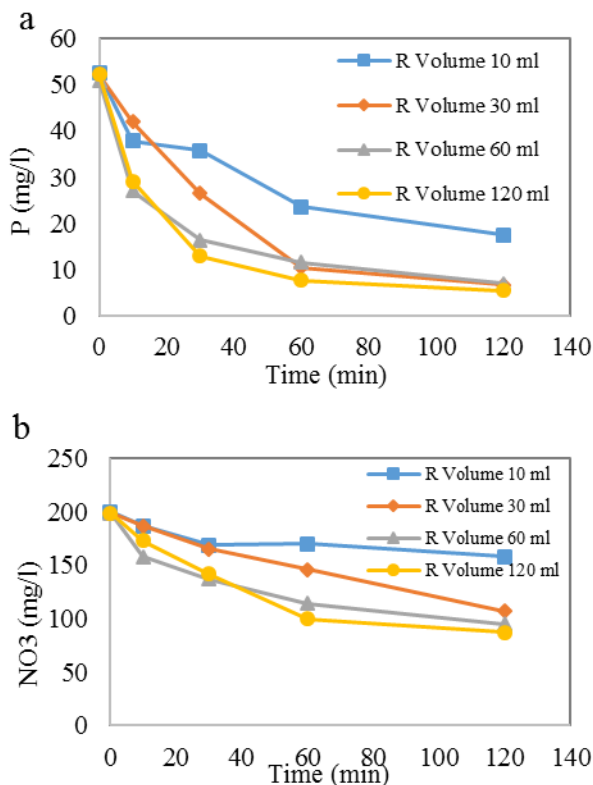 a
P (mg/l)
60
50
40
30
20
10
0
R Volume 10 ml
R Volume 30 ml
R Volume 60 ml
R Volume 120 ml
0 20 40 60 80 100 120 140
Time (min)
b
NO3 (mg/l)
250
200
150
100
50
0
R Volume 10 ml
R Volume 30 ml
R Volume 60 ml
R Volume 120 ml
0 20 40 60 80 100 120 140
Time (min)